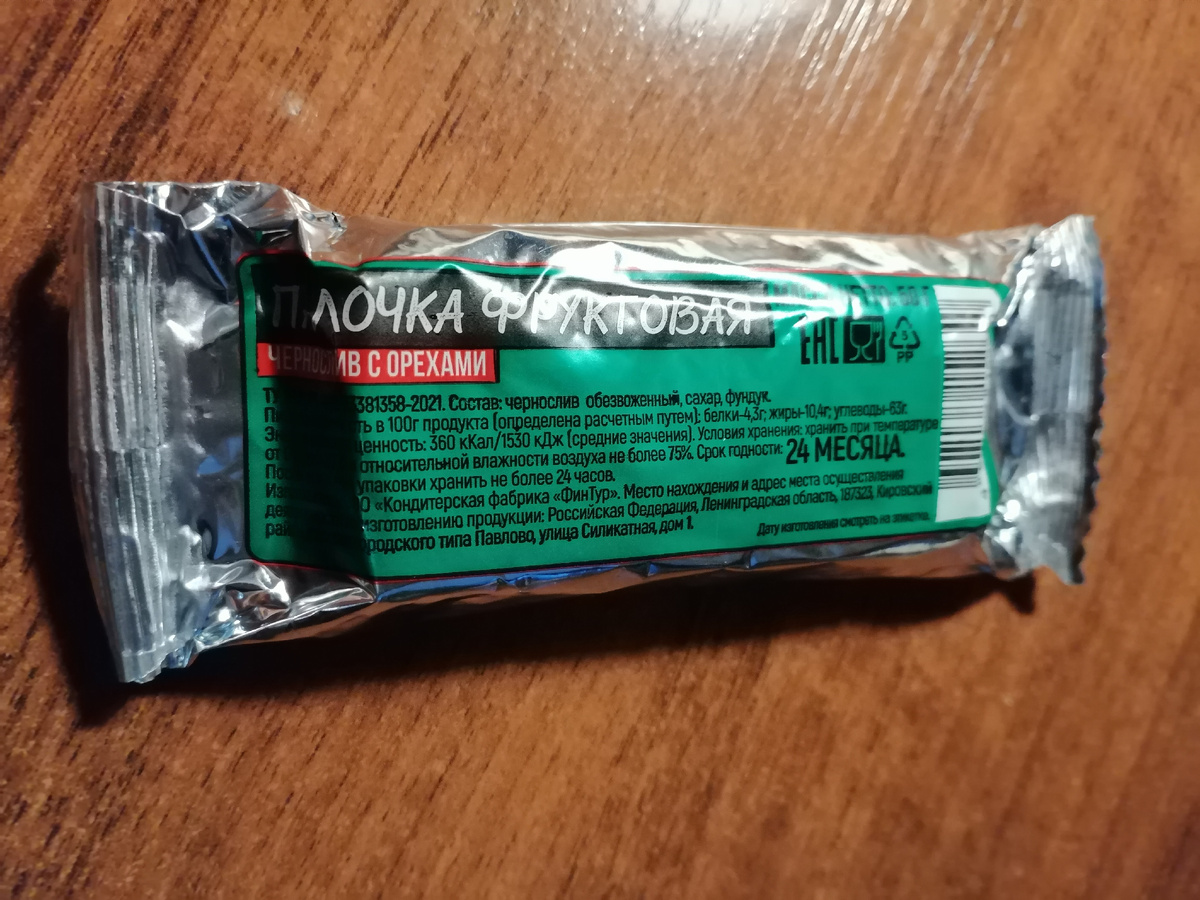 ПАЛОЧКА ФРУКТОВАЯ
ЧЕРНОСЛИВ С ОРЕХАМИ
EAC
5
PP
381358-2021. Состав: чернослив обезвоженный, сахар, фундук.
в 100г продукта (определена расчетным путем): белки-4,3г; жиры-10,4г; углеводы-63г.
360 кКал/1530 кДж (средние значения). Условия хранения: хранить при температуре
от относительной влажности воздуха не более 75%. Срок годности: 24 МЕСЯЦА.
упаковки хранить не более 24 часов.
«Кондитерская фабрика «ФинТур». Место нахождения и адрес места осуществления
изготовлению продукции: Российская Федерация, Ленинградская область, 187323, Кировский
городского типа Павлово, улица Силикатная, дом 1.
Дату изготовления смотреть на